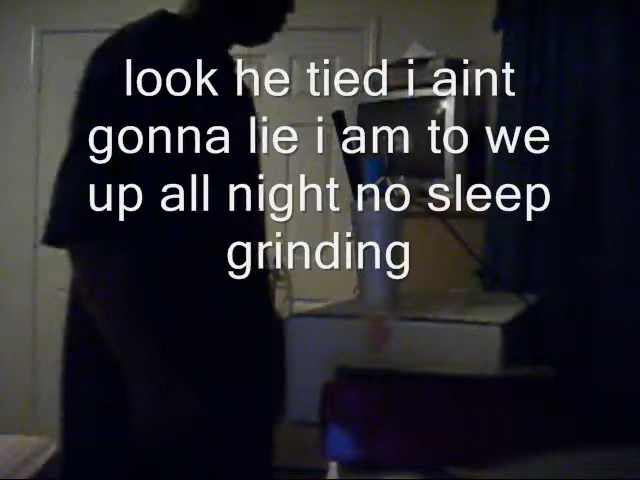 look he tied i aint
gonna lie i am to we
up all night no sleep
grinding